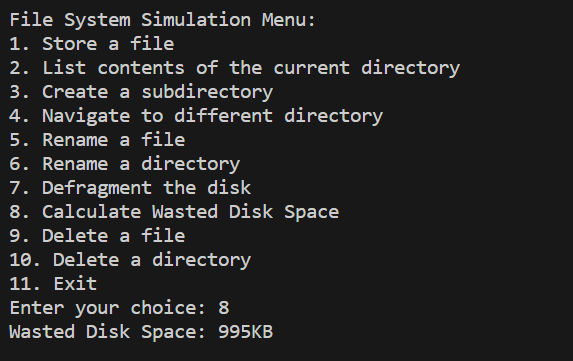 File System Simulation Menu:
1. Store a file
2. List contents of the current directory
3. Create a subdirectory
4. Navigate to different directory
5. Rename a file
6. Rename a directory
7. Defragment the disk
8. Calculate Wasted Disk Space
9. Delete a file
10. Delete a directory
11. Exit
Enter your choice: 8
Wasted Disk Space: 995KB